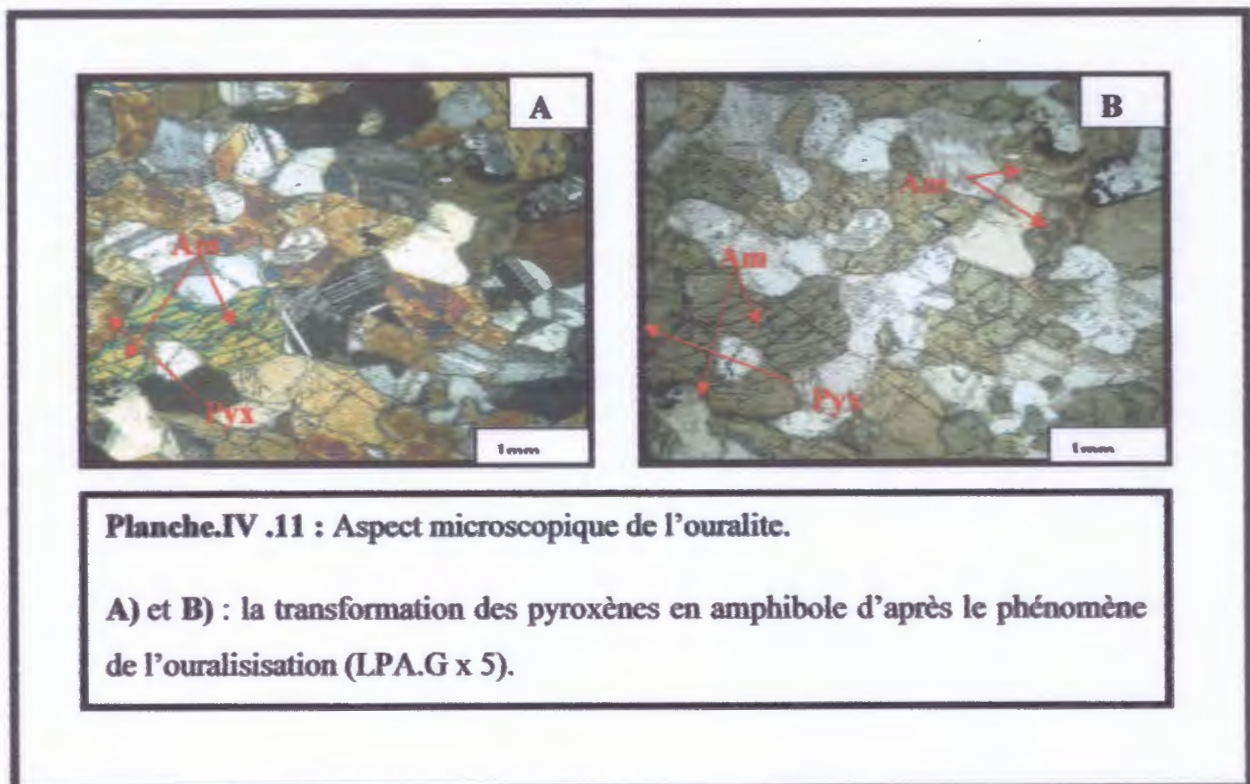 A
Am
Pyx
1mm
B
Am
Am
Pyx
1mm
Planche.IV .11 : Aspect microscopique de l'ouralite.
A) et B) : la transformation des pyroxènes en amphibole d'après le phénomène
de l'ouralisisation (LPA.G x 5).